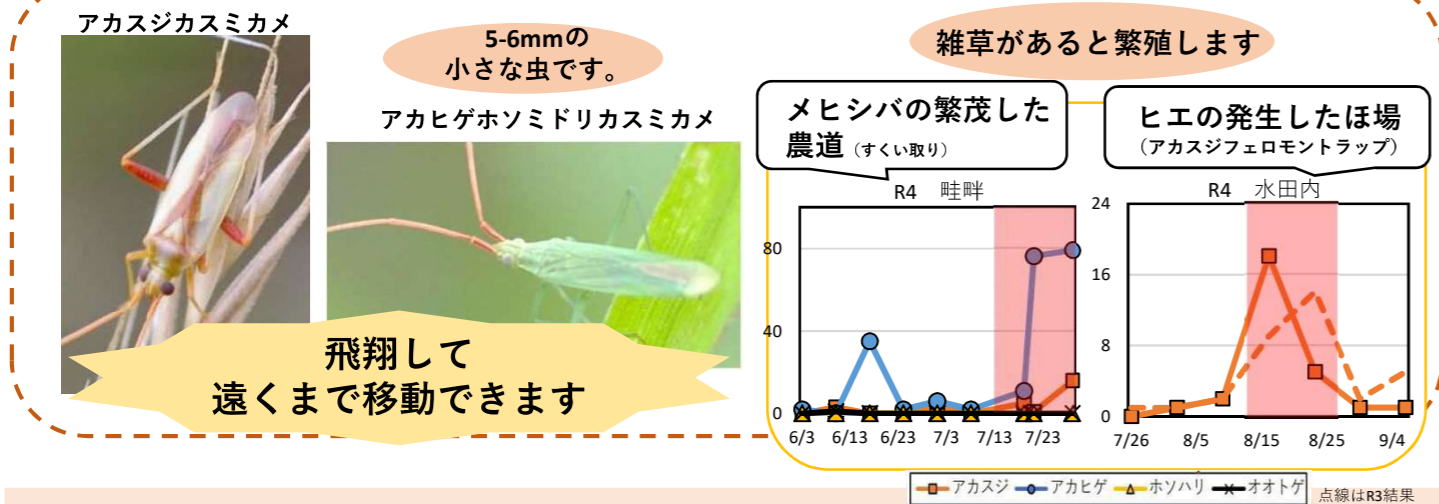 アカスジカスミカメ
5-6mmの
小さな虫です。
アカヒゲホソミドリカスミカメ
飛翔して
遠くまで移動できます
雑草があると繁殖します
メヒシバの繁茂した
農道（すくい取り）
R4 畦畔
80
40
0
6/3 6/13 6/23 7/3 7/13 7/23
ヒエの発生したほ場
（アカスジフェロモントラップ）
R4 水田内
24
16
8
0
7/26 8/5 8/15 8/25 9/4
アカスジ アカヒゲ ホソハリ オオトゲ
点線はR3結果